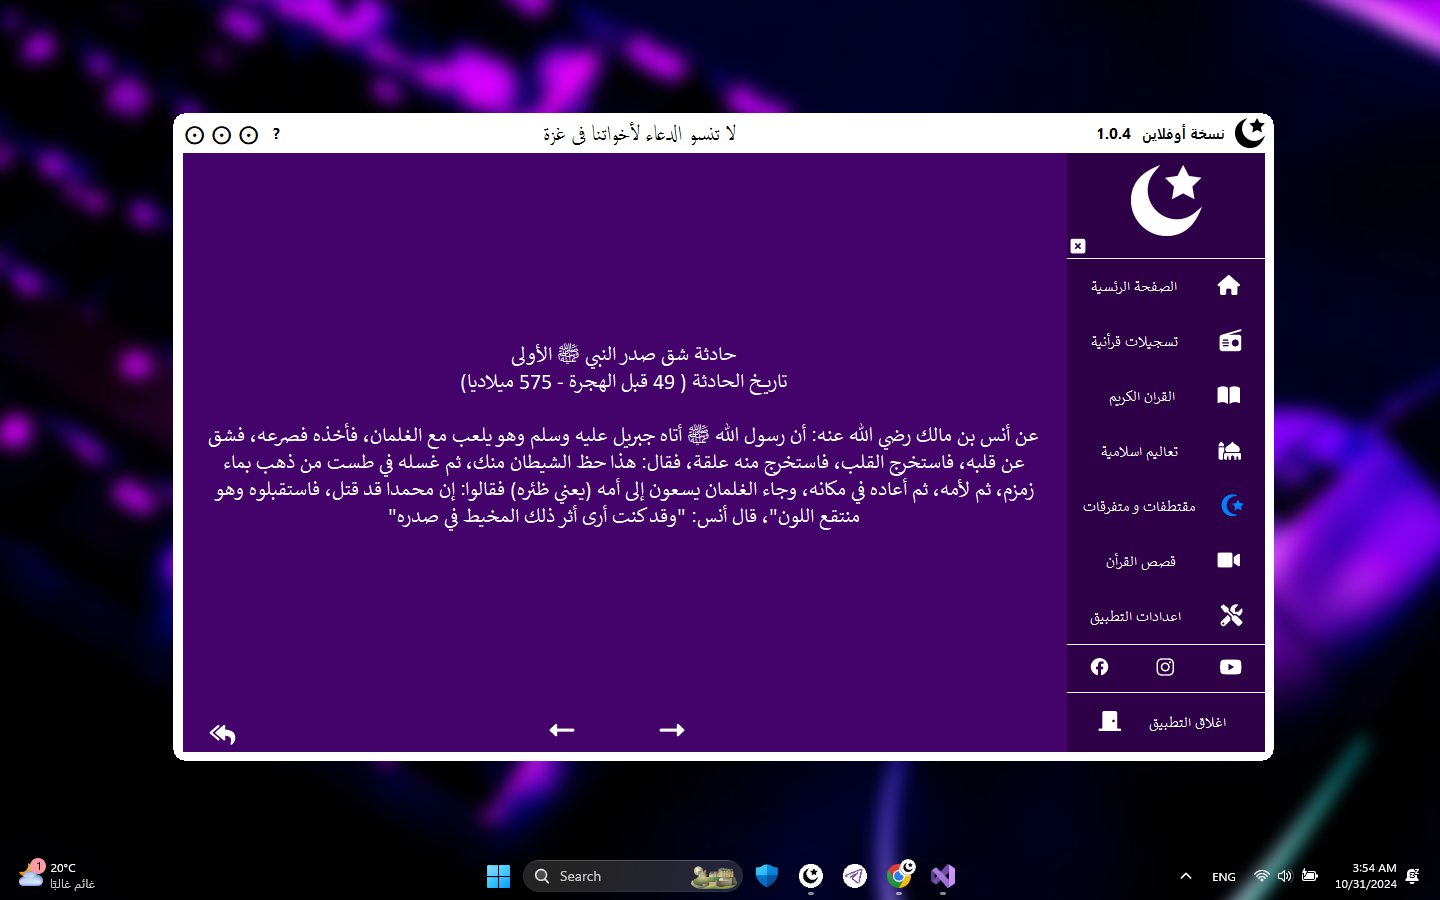 نسخة أوفلاين 1.0.4
لا تنسو الدعاء لأخواتنا فى غزة
?
حادثة شق صدر النبي ﷺ الأولى
تاريخ الحادثة ( 49 قبل الهجرة - 575 ميلاديا)
عن أنس بن مالك رضي الله عنه: أن رسول الله ﷺ أتاه جبريل عليه وسلم وهو يلعب مع الغلمان، فأخذه فصرعه، فشق
عن قلبه، فاستخرج القلب، فاستخرج منه علقة، فقال: هذا حظ الشيطان منك، ثم غسله في طست من ذهب بماء
زمزم، ثم لأمه، ثم أعاده في مكانه، وجاء الغلمان يسعون إلى أمه (يعني ظئره) فقالوا: إن محمدا قد قتل، فاستقبلوه وهو
منتقع اللون"، قال أنس: "وقد كنت أرى أثر ذلك المخيط في صدره"
الصفحة الرئسية
تسجيلات قرأنية
القران الكريم
تعاليم اسلامية
مقتطفات و متفرقات
قصص القرأن
اعدادات التطبيق
اغلاق التطبيق
1
20°C
غائم غالبًا
Search
ENG
3:54 AM
10/31/2024